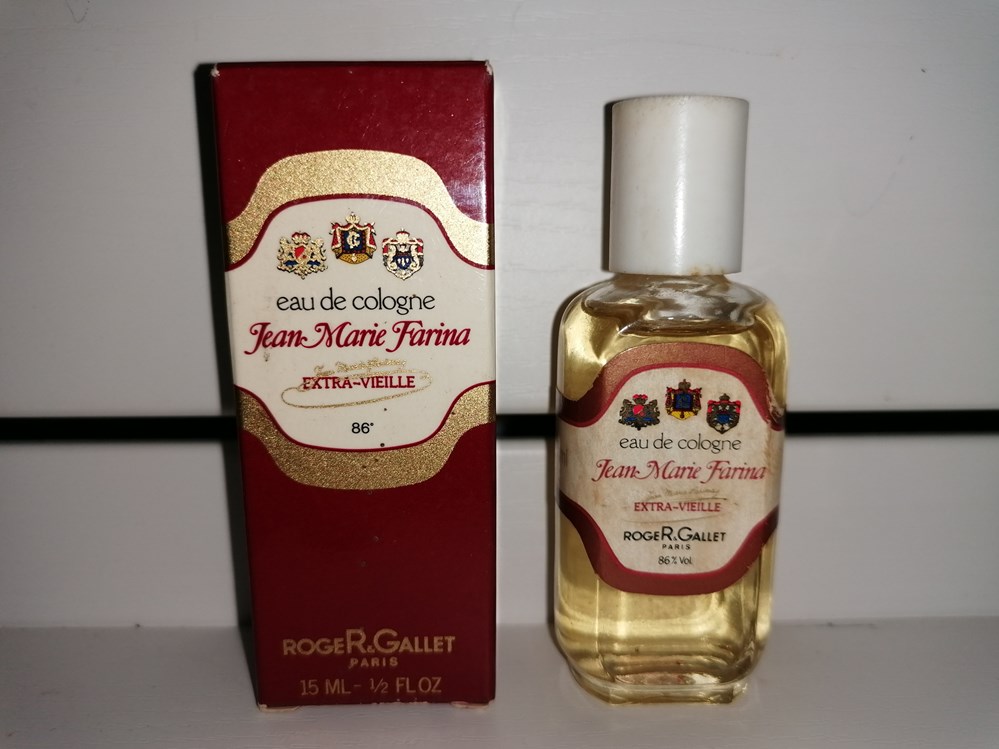 eau de cologne
Jean-Marie Farina
EXTRA-VIEILLE
86°
ROGER & GALLET
PARIS
15 ML - ½ FL OZ
eau de cologne
Jean-Marie Farina
EXTRA-VIEILLE
ROGER & GALLET
PARIS
86% Vol.